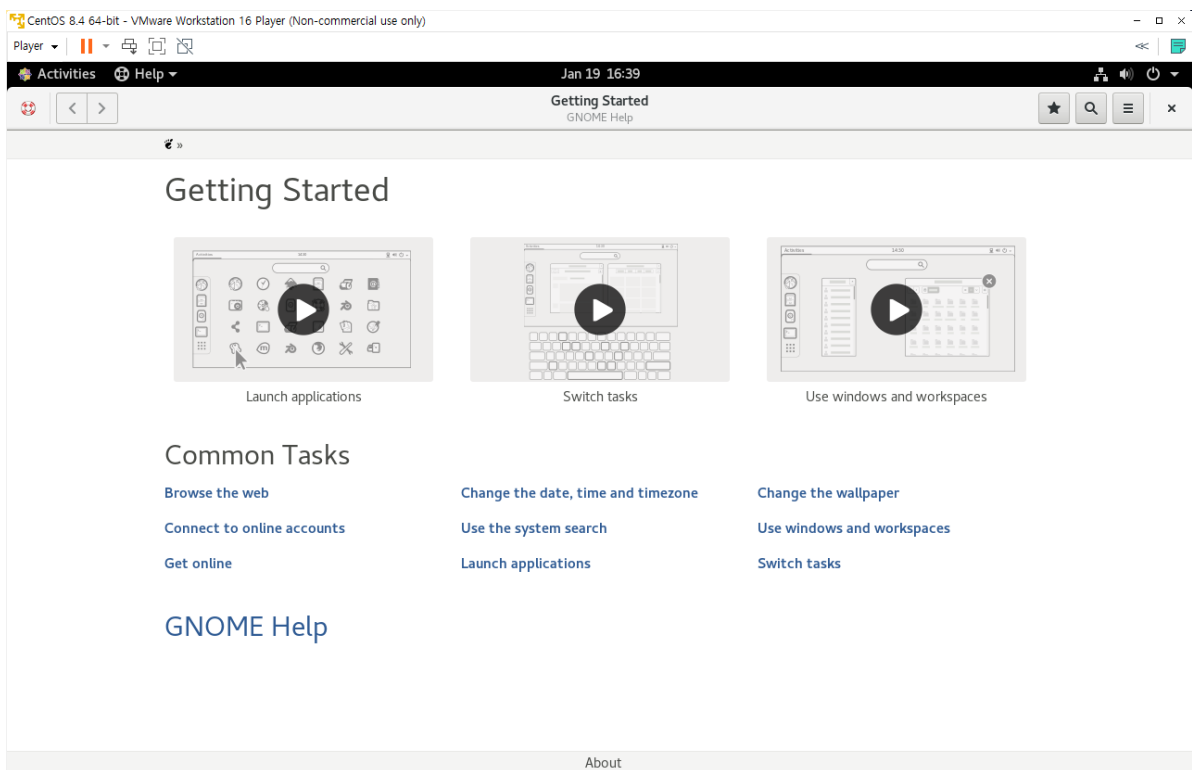 CentOS 8.4 64-bit - VMware Workstation 16 Player (Non-commercial use only)
Player
Activities Help Jan 19 16:39
Getting Started
GNOME Help
»
Getting Started
Launch applications Switch tasks Use windows and workspaces
Common Tasks
Browse the web Change the date, time and timezone Change the wallpaper
Connect to online accounts Use the system search Use windows and workspaces
Get online Launch applications Switch tasks
GNOME Help
About